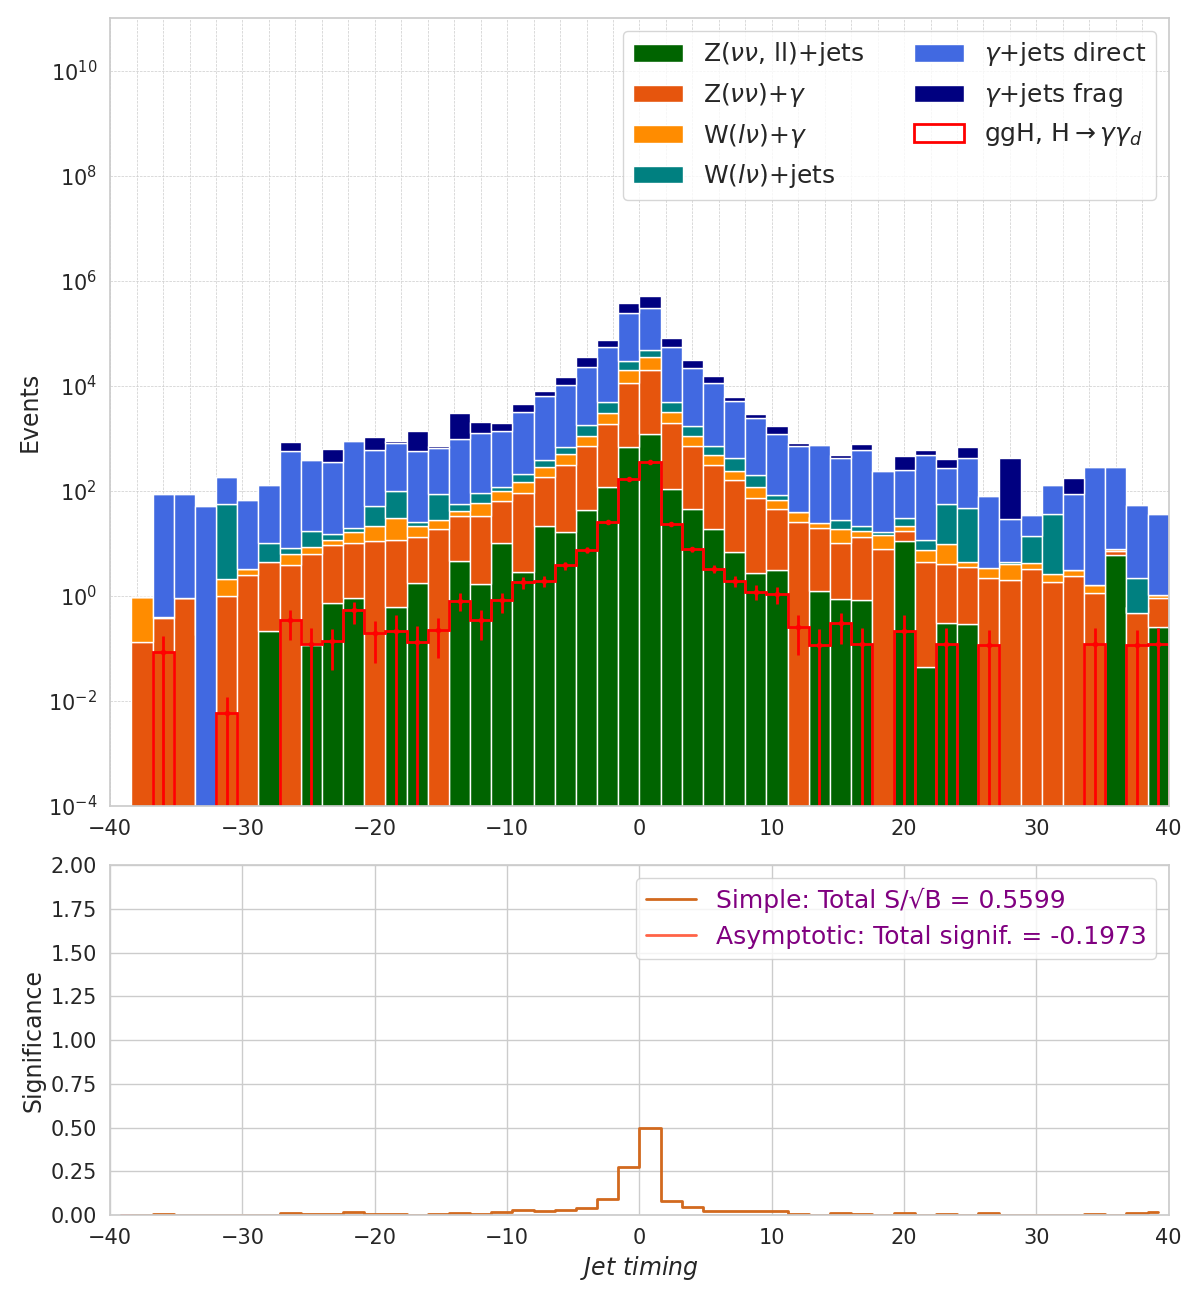 Events
10^10
10^8
10^6
10^4
10^2
10^0
10^−2
10^−4
Z(νν, ll)+jets
Z(νν)+γ
W(lν)+γ
W(lν)+jets
γ+jets direct
γ+jets frag
ggH, H→γγ_d
−40 −30 −20 −10 0 10 20 30 40
Significance
2.00
1.75
1.50
1.25
1.00
0.75
0.50
0.25
0.00
Simple: Total S/√B = 0.5599
Asymptotic: Total signif. = -0.1973
−40 −30 −20 −10 0 10 20 30 40
Jet timing